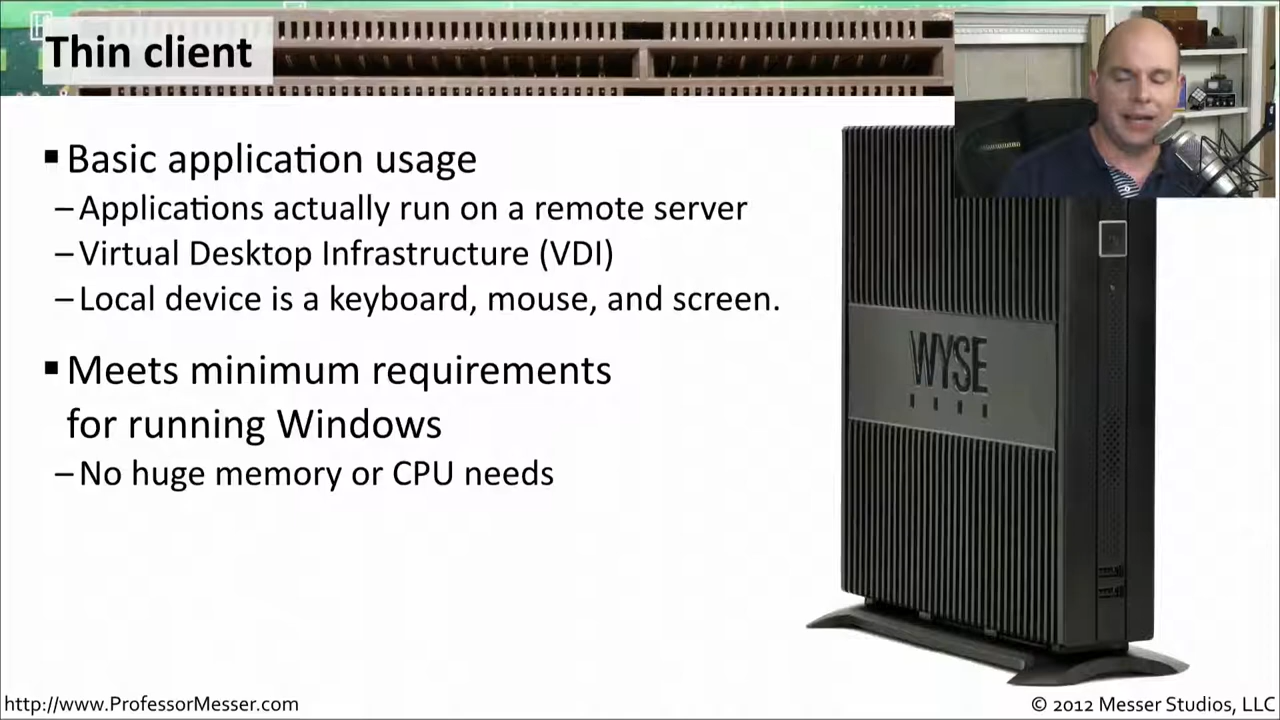 Thin client
▪ Basic application usage
– Applications actually run on a remote server
– Virtual Desktop Infrastructure (VDI)
– Local device is a keyboard, mouse, and screen.
▪ Meets minimum requirements
for running Windows
– No huge memory or CPU needs
WYSE
http://www.ProfessorMesser.com
© 2012 Messer Studios, LLC